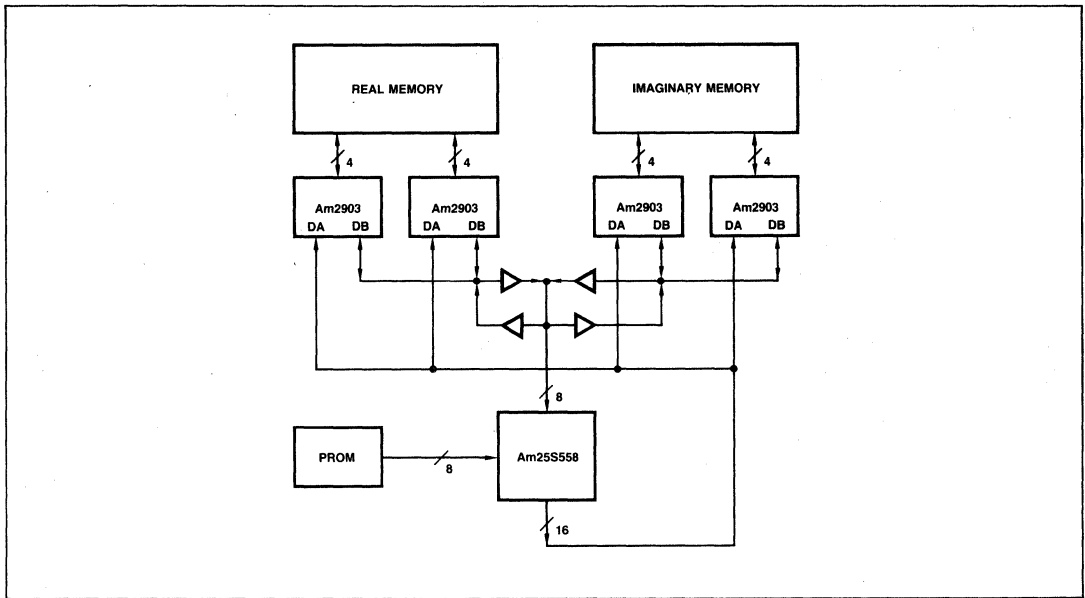 REAL MEMORY
IMAGINARY MEMORY
4
4
4
4
Am2903
DA DB
Am2903
DA DB
Am2903
DA DB
Am2903
DA DB
8
PROM
8
Am25S558
16